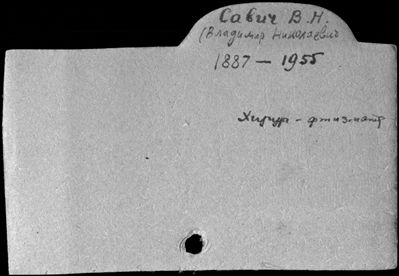 Савич В. Н.
(Владимир Николаевич
1887 — 1955
Хирург - фтизиатр